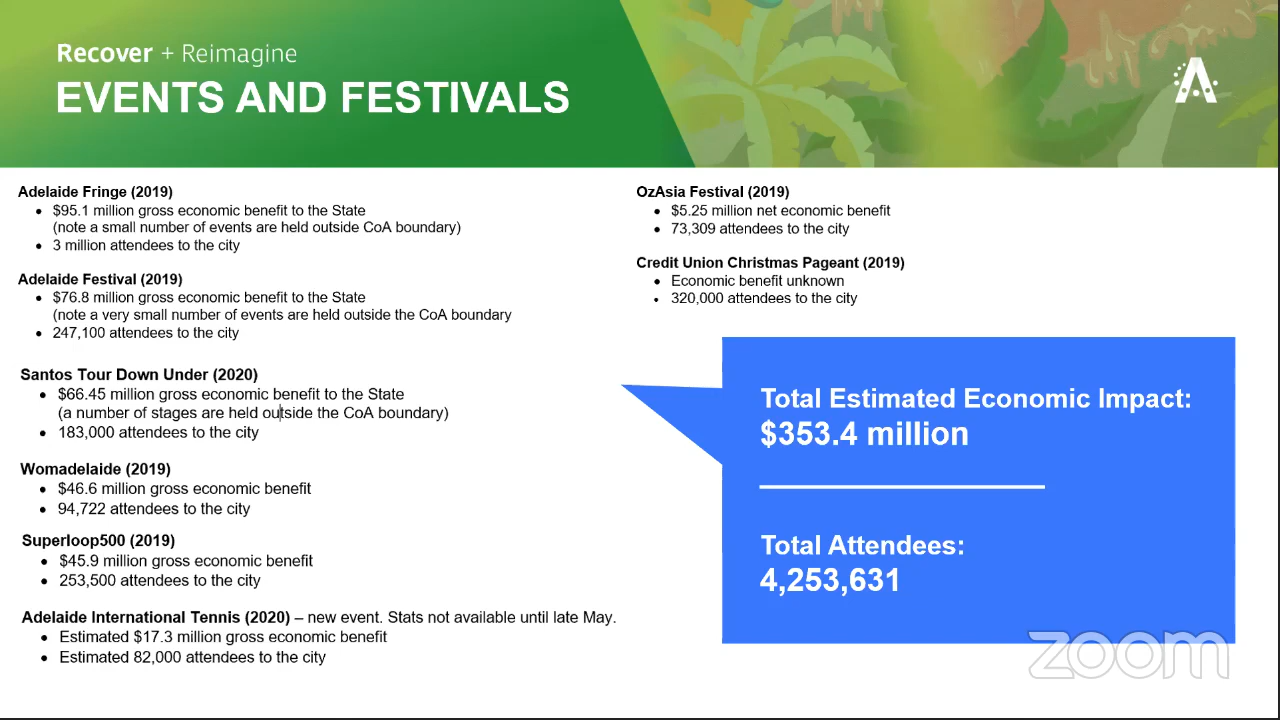 Recover + Reimagine
EVENTS AND FESTIVALS
A
Adelaide Fringe (2019)
• $95.1 million gross economic benefit to the State
(note a small number of events are held outside CoA boundary)
• 3 million attendees to the city
Adelaide Festival (2019)
• $76.8 million gross economic benefit to the State
(note a very small number of events are held outside the CoA boundary
• 247,100 attendees to the city
Santos Tour Down Under (2020)
• $66.45 million gross economic benefit to the State
(a number of stages are held outside the CoA boundary)
• 183,000 attendees to the city
Womadelaide (2019)
• $46.6 million gross economic benefit
• 94,722 attendees to the city
Superloop500 (2019)
• $45.9 million gross economic benefit
• 253,500 attendees to the city
Adelaide International Tennis (2020) – new event. Stats not available until late May.
• Estimated $17.3 million gross economic benefit
• Estimated 82,000 attendees to the city
OzAsia Festival (2019)
• $5.25 million net economic benefit
• 73,309 attendees to the city
Credit Union Christmas Pageant (2019)
• Economic benefit unknown
• 320,000 attendees to the city
Total Estimated Economic Impact:
$353.4 million
Total Attendees:
4,253,631
zoom